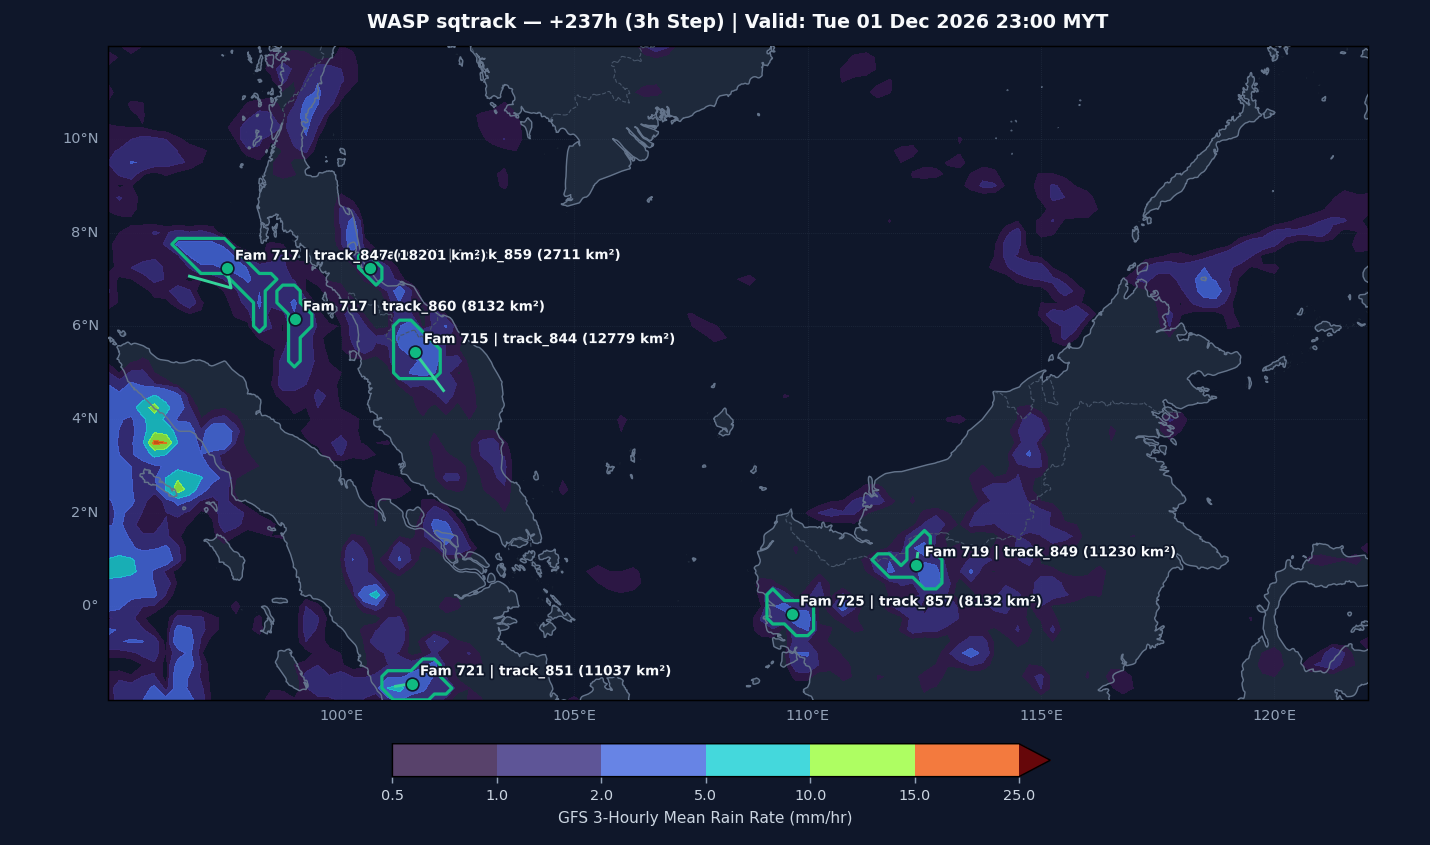 WASP sqtrack — +237h (3h Step) | Valid: Tue 01 Dec 2026 23:00 MYT
10°N
8°N
6°N
4°N
2°N
0°
Fam 717 | track_847 (18201 km²)
_859 (2711 km²)
Fam 717 | track_860 (8132 km²)
Fam 715 | track_844 (12779 km²)
Fam 719 | track_849 (11230 km²)
Fam 725 | track_857 (8132 km²)
Fam 721 | track_851 (11037 km²)
100°E 105°E 110°E 115°E 120°E
0.5 1.0 2.0 5.0 10.0 15.0 25.0
GFS 3-Hourly Mean Rain Rate (mm/hr)